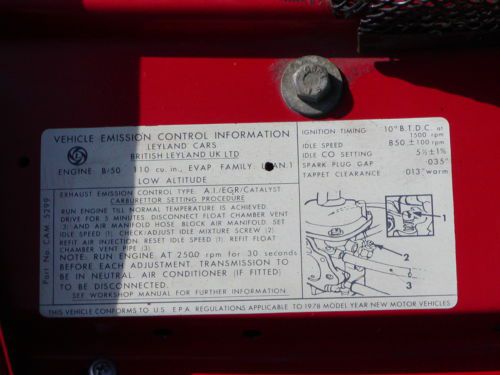 VEHICLE EMISSION CONTROL INFORMATION
LEYLAND CARS
BRITISH LEYLAND UK LTD
ENGINE B/50 110 cu. in, EVAP FAMILY
LOW ALTITUDE
EXHAUST EMISSION CONTROL TYPE A.I/EGR/CATALYST
CARBURETTOR SETTING PROCEDURE
RUN ENGINE TILL NORMAL TEMPERATURE IS ATTAINED
DRIVE FOR 5 MINUTES DISCONNECT FLOAT CHAMBER VENT
3) AND AIR MANIFOLD HOSE BLOCK AIR MANIFOLD. SET
IDLE SPEED (1) CHECK/ADJUST IDLE MIXTURE SCREW (2)
REFIT AIR INJECTION RESET IDLE SPEED (1) REFIT FLOAT
CHAMBER VENT PIPE (3)
NOTE: RUN ENGINE AT 2500 rpm FOR 30 seconds
BEFORE EACH ADJUSTMENT. TRANSMISSION TO
BE IN NEUTRAL. AIR CONDITIONER (IF FITTED)
TO BE DISCONNECTED.
SEE WORKSHOP MANUAL FOR FURTHER INFORMATION.
Part No CAM 5299
IGNITION TIMING 10° B.T.D.C. at
1500 rpm
IDLE SPEED 850 ± 100 rpm
IDLE CO SETTING 5½ ± 1%
SPARK PLUG GAP .035"
TAPPET CLEARANCE .013" warm
1
2
3
THIS VEHICLE CONFORMS TO U.S. E.P.A. REGULATIONS APPLICABLE TO 1978 MODEL YEAR NEW MOTOR VEHICLES